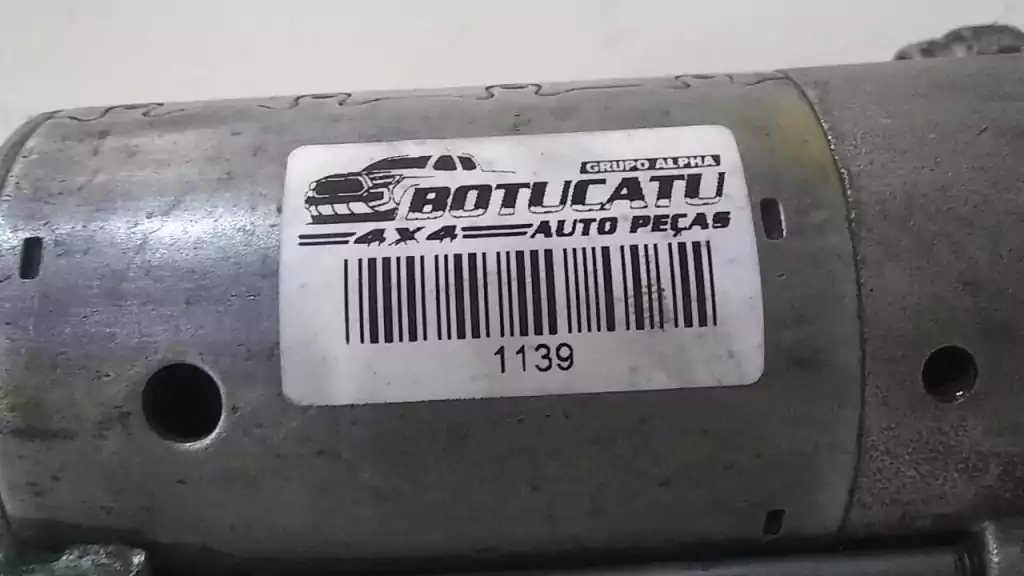 GRUPO ALPHA
BOTUCATU
4X4 AUTO PEÇAS
1139